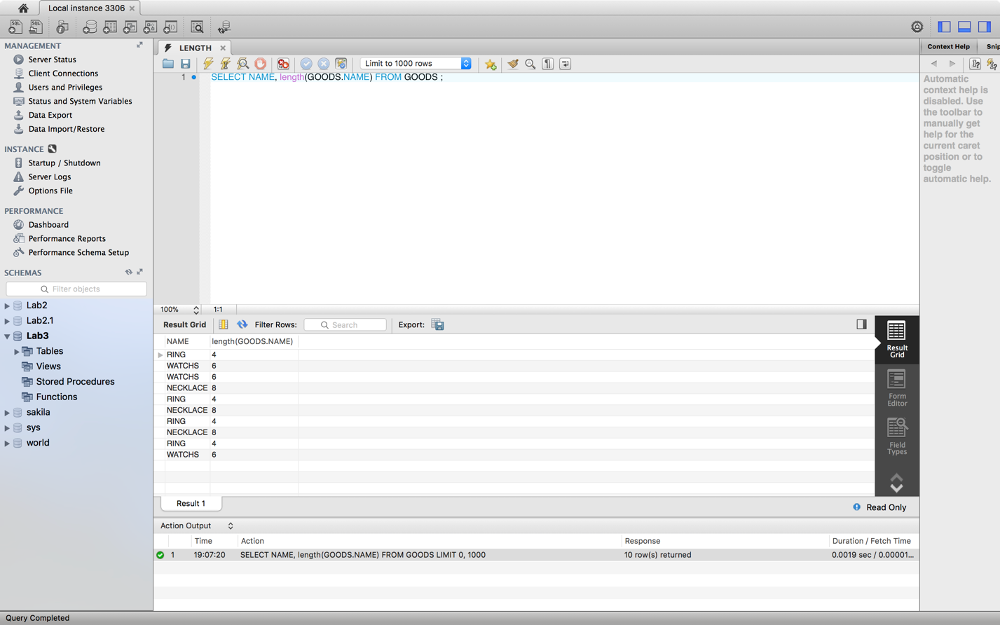 Local instance 3306
MANAGEMENT
Server Status
Client Connections
Users and Privileges
Status and System Variables
Data Export
Data Import/Restore
INSTANCE
Startup / Shutdown
Server Logs
Options File
PERFORMANCE
Dashboard
Performance Reports
Performance Schema Setup
SCHEMAS
Filter objects
Lab2
Lab2.1
Lab3
Tables
Views
Stored Procedures
Functions
sakila
sys
world
LENGTH
Limit to 1000 rows
1 SELECT NAME, length(GOODS.NAME) FROM GOODS ;
100% 1:1
Result Grid Filter Rows: Search Export:
NAME length(GOODS.NAME)
RING 4
WATCHS 6
WATCHS 6
NECKLACE 8
RING 4
NECKLACE 8
RING 4
NECKLACE 8
RING 4
WATCHS 6
Result
Grid
Form
Editor
Field
Types
Result 1
Read Only
Action Output
Time Action Response Duration / Fetch Time
1 19:07:20 SELECT NAME, length(GOODS.NAME) FROM GOODS LIMIT 0, 1000 10 row(s) returned 0.0019 sec / 0.00001...
Context Help Snip
Automatic
context help is
disabled. Use
the toolbar to
manually get
help for the
current caret
position or to
toggle
automatic help.
Query Completed